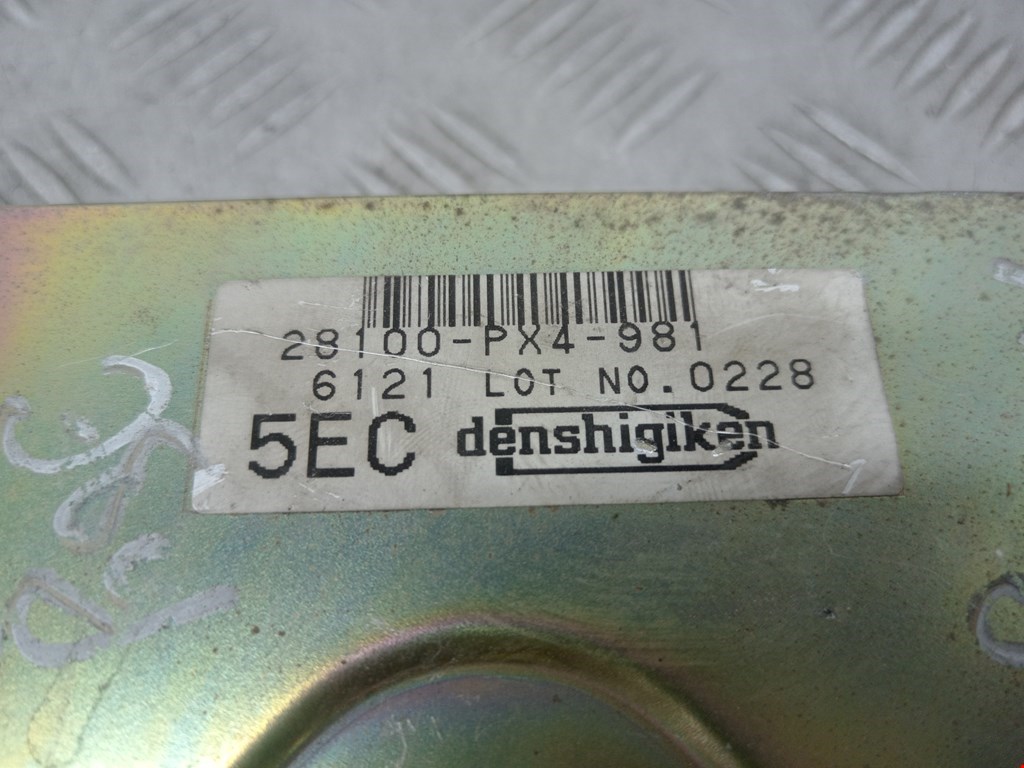 28100-PX4-981
6121 LOT NO.0228
5EC denshigiken